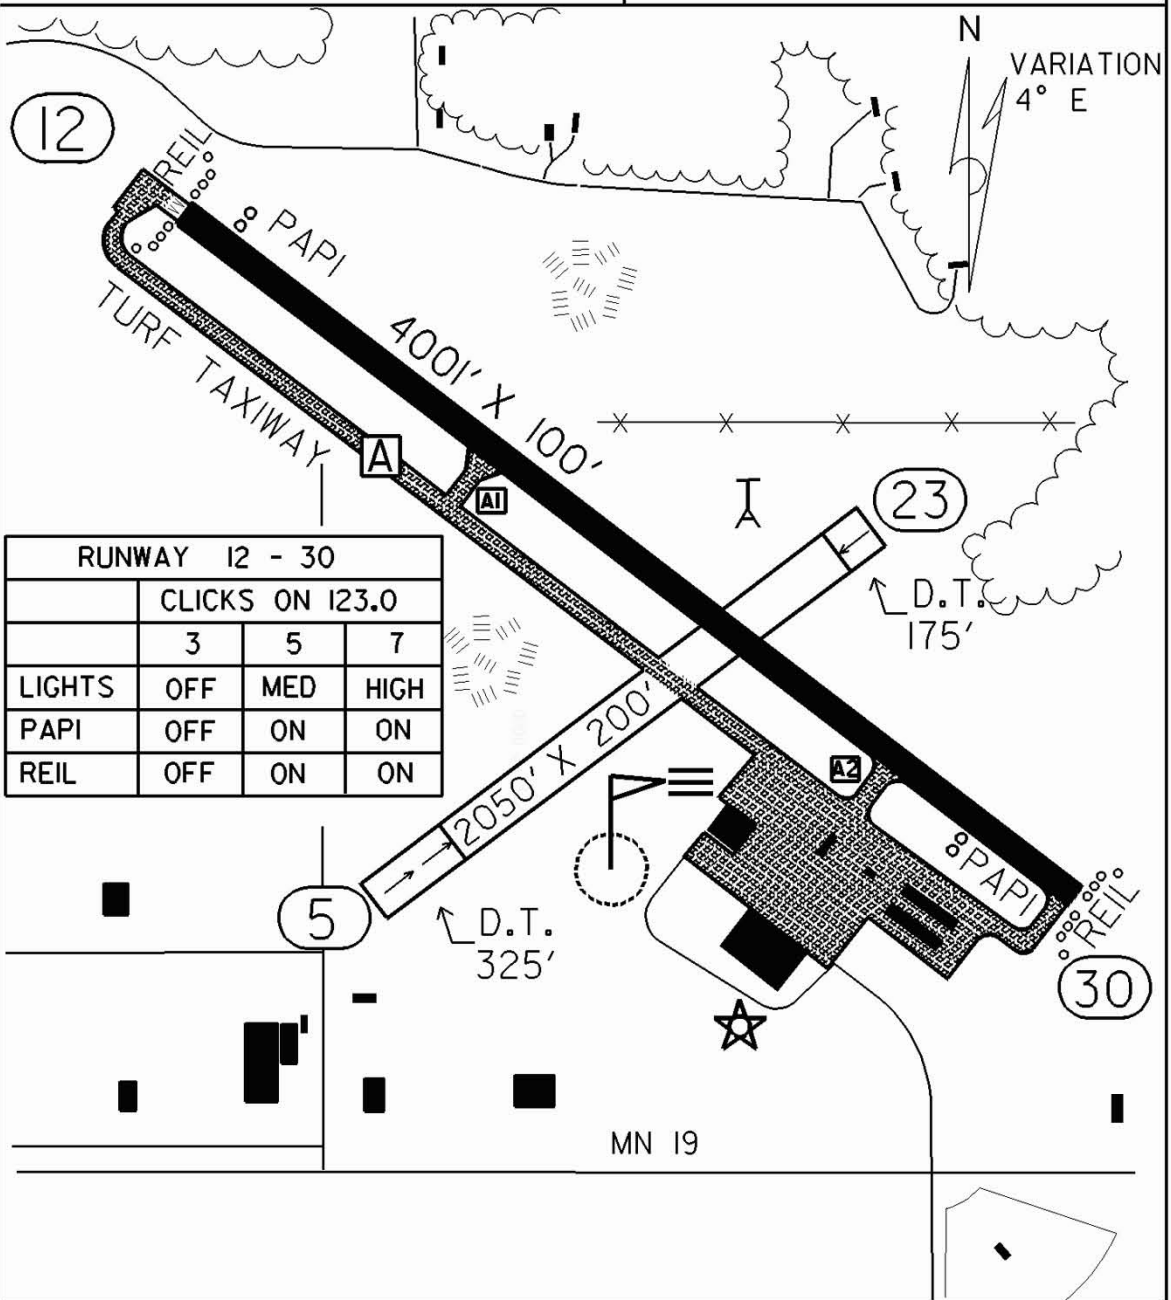 N
VARIATION
4° E
12
REIL
PAPI
TURF TAXIWAY
4001' X 100'
A
A1
23
D.T.
175'
RUNWAY 12 - 30
CLICKS ON 123.0
3 5 7
LIGHTS OFF MED HIGH
PAPI OFF ON ON
REIL OFF ON ON
2050' X 200'
A2
PAPI
REIL
5
D.T.
325'
30
MN 19